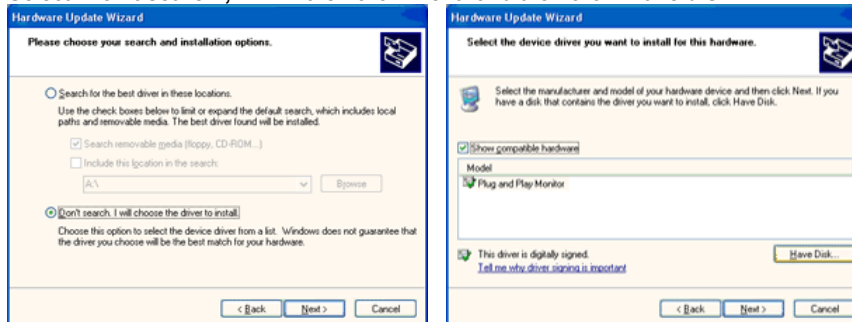 Hardware Update Wizard
Please choose your search and installation options.
Search for the best driver in these locations.
Use the check boxes below to limit or expand the default search, which includes local
paths and removable media. The best driver found will be installed.
Search removable media (floppy, CD-ROM...)
Include this location in the search:
A:\
Browse
Don't search. I will choose the driver to install.
Choose this option to select the device driver from a list. Windows does not guarantee that
the driver you choose will be the best match for your hardware.
< Back
Next >
Cancel
Hardware Update Wizard
Select the device driver you want to install for this hardware.
Select the manufacturer and model of your hardware device and then click Next. If you
have a disk that contains the driver you want to install, click Have Disk.
Show compatible hardware
Model
Plug and Play Monitor
This driver is digitally signed.
Tell me why driver signing is important
Have Disk...
< Back
Next >
Cancel